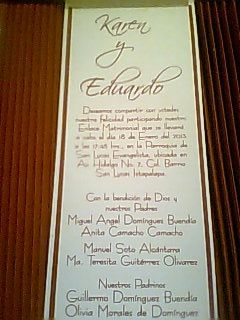 Karen
y
Eduardo
Deseamos compartir con ustedes
nuestra felicidad participando nuestro
Enlace Matrimonial que se llevará
a cabo el día 18 de Enero del 2013
a las 17:45 hrs., en la Parroquia de
San Lucas Evangelista, ubicada en
Av. Hidalgo No. 7, Col. Barrio
San Lucas Iztapalapa.
Con la bendición de Dios y
nuestros Padres
Miguel Angel Domínguez Buendía
Anita Camacho Camacho
Manuel Soto Alcántara
Ma. Teresita Gutiérrez Olivarez
Nuestros Padrinos
Guillermo Domínguez Buendía
Olivia Morales de Domínguez